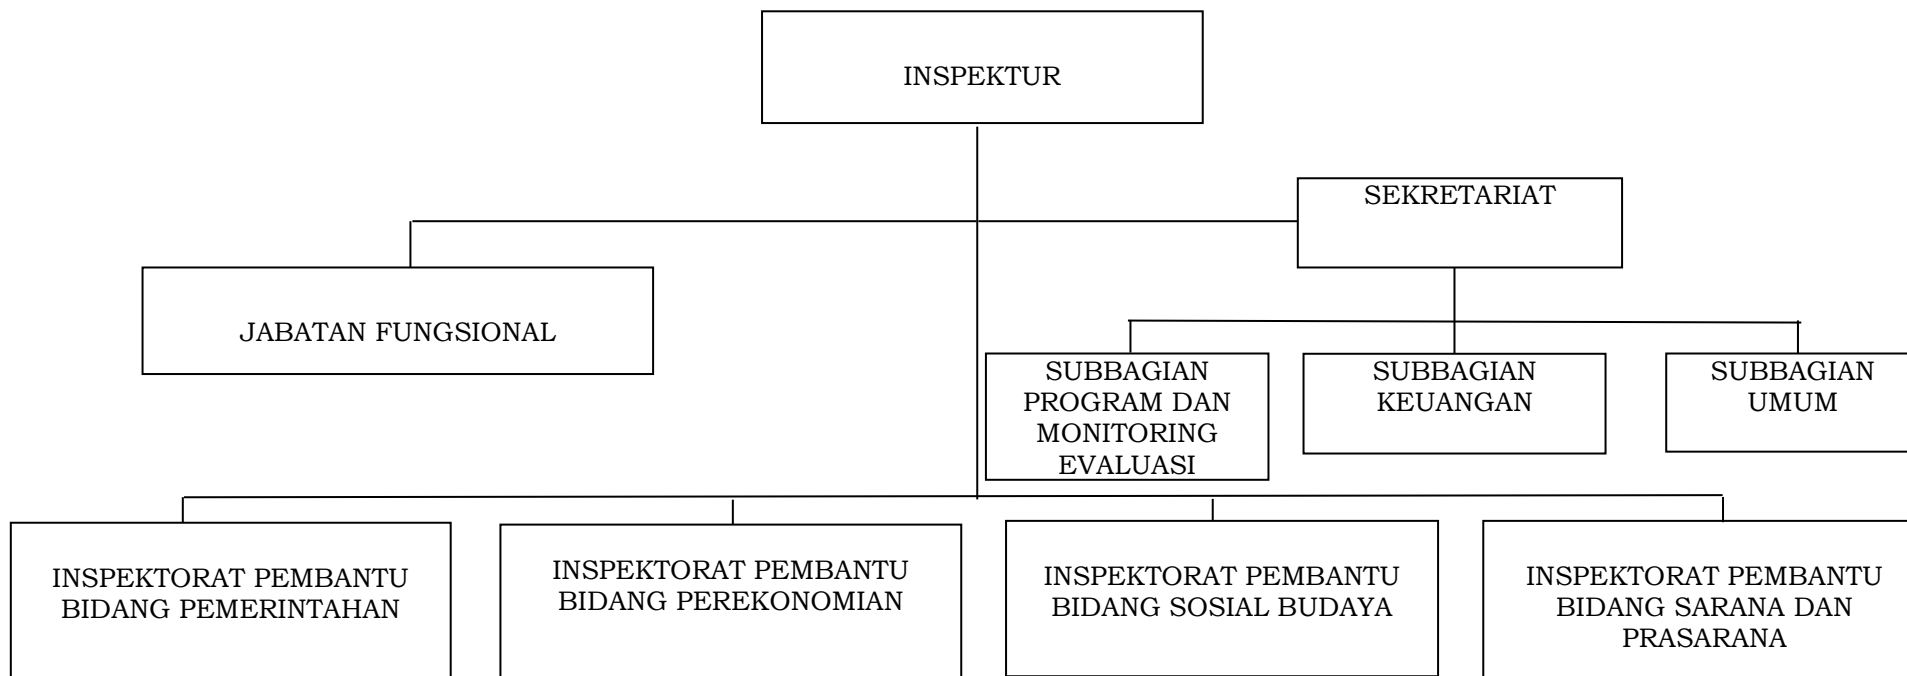 INSPEKTUR
SEKRETARIAT
JABATAN FUNGSIONAL
SUBBAGIAN
PROGRAM DAN
MONITORING
EVALUASI
SUBBAGIAN
KEUANGAN
SUBBAGIAN
UMUM
INSPEKTORAT PEMBANTU
BIDANG PEMERINTAHAN
INSPEKTORAT PEMBANTU
BIDANG PEREKONOMIAN
INSPEKTORAT PEMBANTU
BIDANG SOSIAL BUDAYA
INSPEKTORAT PEMBANTU
BIDANG SARANA DAN
PRASARANA